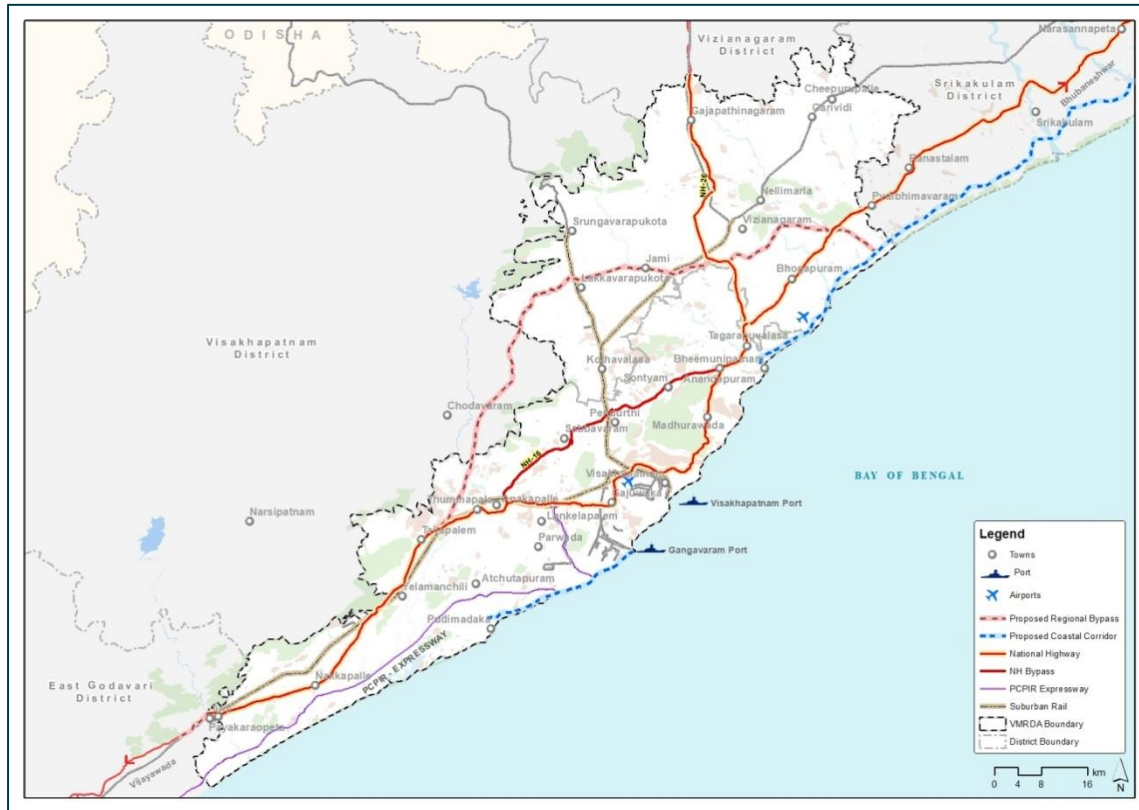 ODISHA
Vizianagaram
District
Narasannapeta
Srikakulam
District
Bhubaneshwar
Cheepurupalle
Garividi
Gajapathinagaram
Srikakulam
Ranastalam
NH-26
Nellimarla
Pydibhimavaram
Srungavarapukota
Vizianagaram
Jami
Bhogapuram
Lakkavarapukota
Visakhapatnam
District
Tagarapuvalasa
Kothavalasa
Bheemunipatnam
Sontyam
Anandapuram
Chodavaram
Pendurthi
Madhurawada
Sabbavaram
NH-16
BAY OF BENGAL
Gajuwaka
Visakhapatnam Port
Narsipatnam
Lankelapalem
Parwada
Gangavaram Port
Atchutapuram
Yelamanchili
Pudimadaka
PCPIR - EXPRESSWAY
East Godavari
District
Nakkapalle
Payakaraopeta
Vijayawada
Legend
Towns
Port
Airports
Proposed Regional Bypass
Proposed Coastal Corridor
National Highway
NH Bypass
PCPIR Expressway
Suburban Rail
VMRDA Boundary
District Boundary
0 4 8 16 km
N